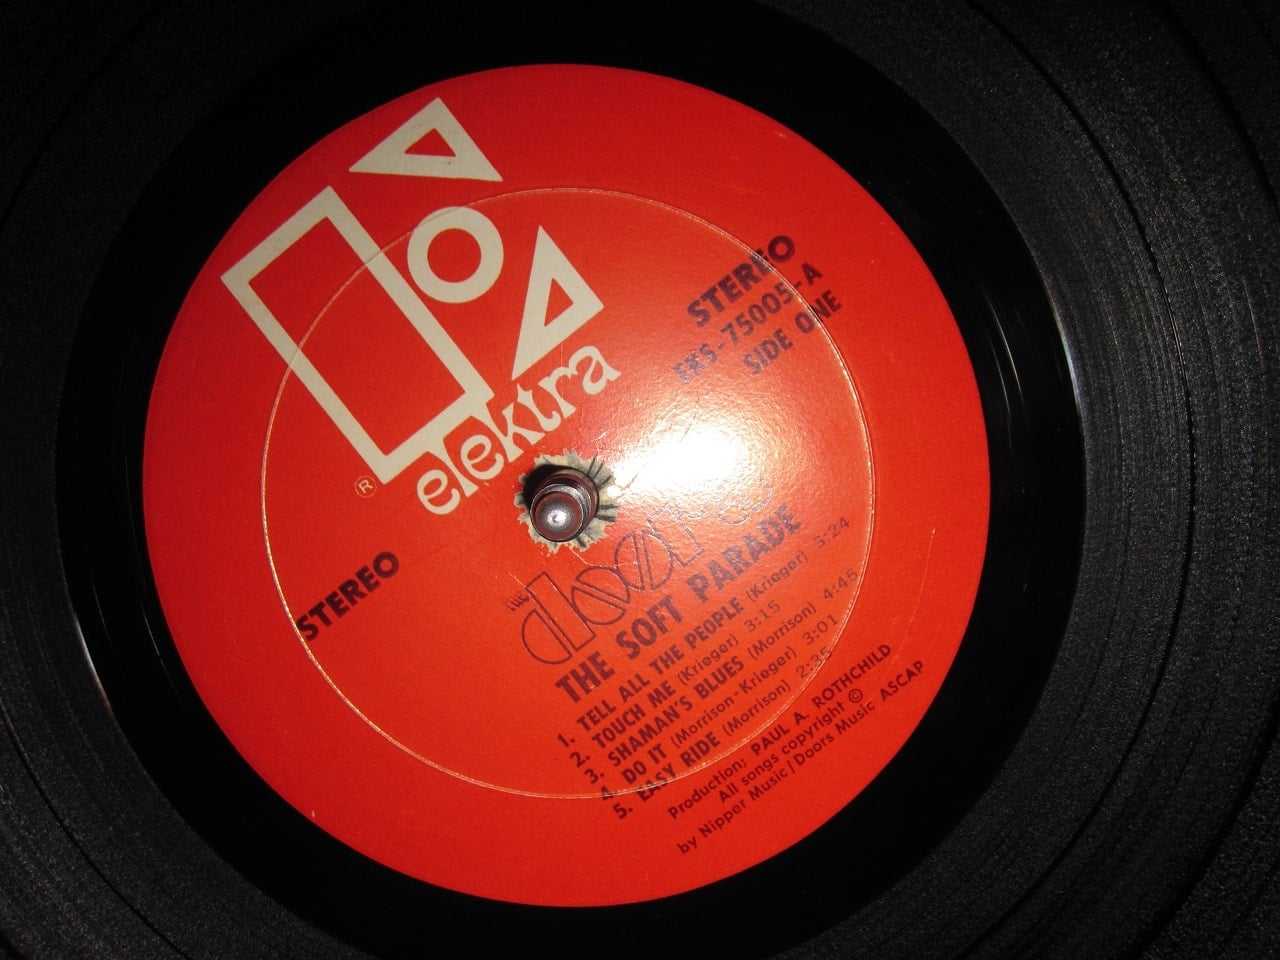 elektra
®
STEREO
EKS-75005-A
SIDE ONE
STEREO
THE
doors
THE SOFT PARADE
1. TELL ALL THE PEOPLE (Krieger) 3:24
2. TOUCH ME (Krieger) 3:15
3. SHAMAN'S BLUES (Morrison) 4:45
4. DO IT (Morrison-Krieger) 3:01
5. EASY RIDE (Morrison) 2:35
Production: PAUL A. ROTHCHILD
All songs copyright ©
by Nipper Music/Doors Music ASCAP